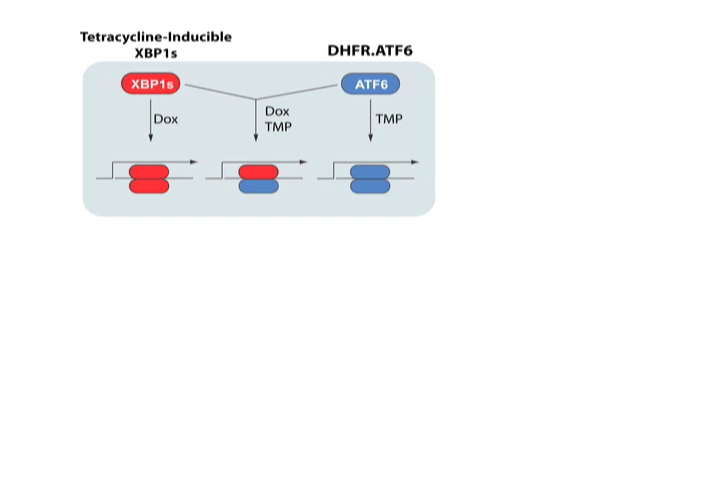 Tetracycline-Inducible
XBP1s
DHFR.ATF6
XBP1s
ATF6
Dox
Dox
TMP
TMP